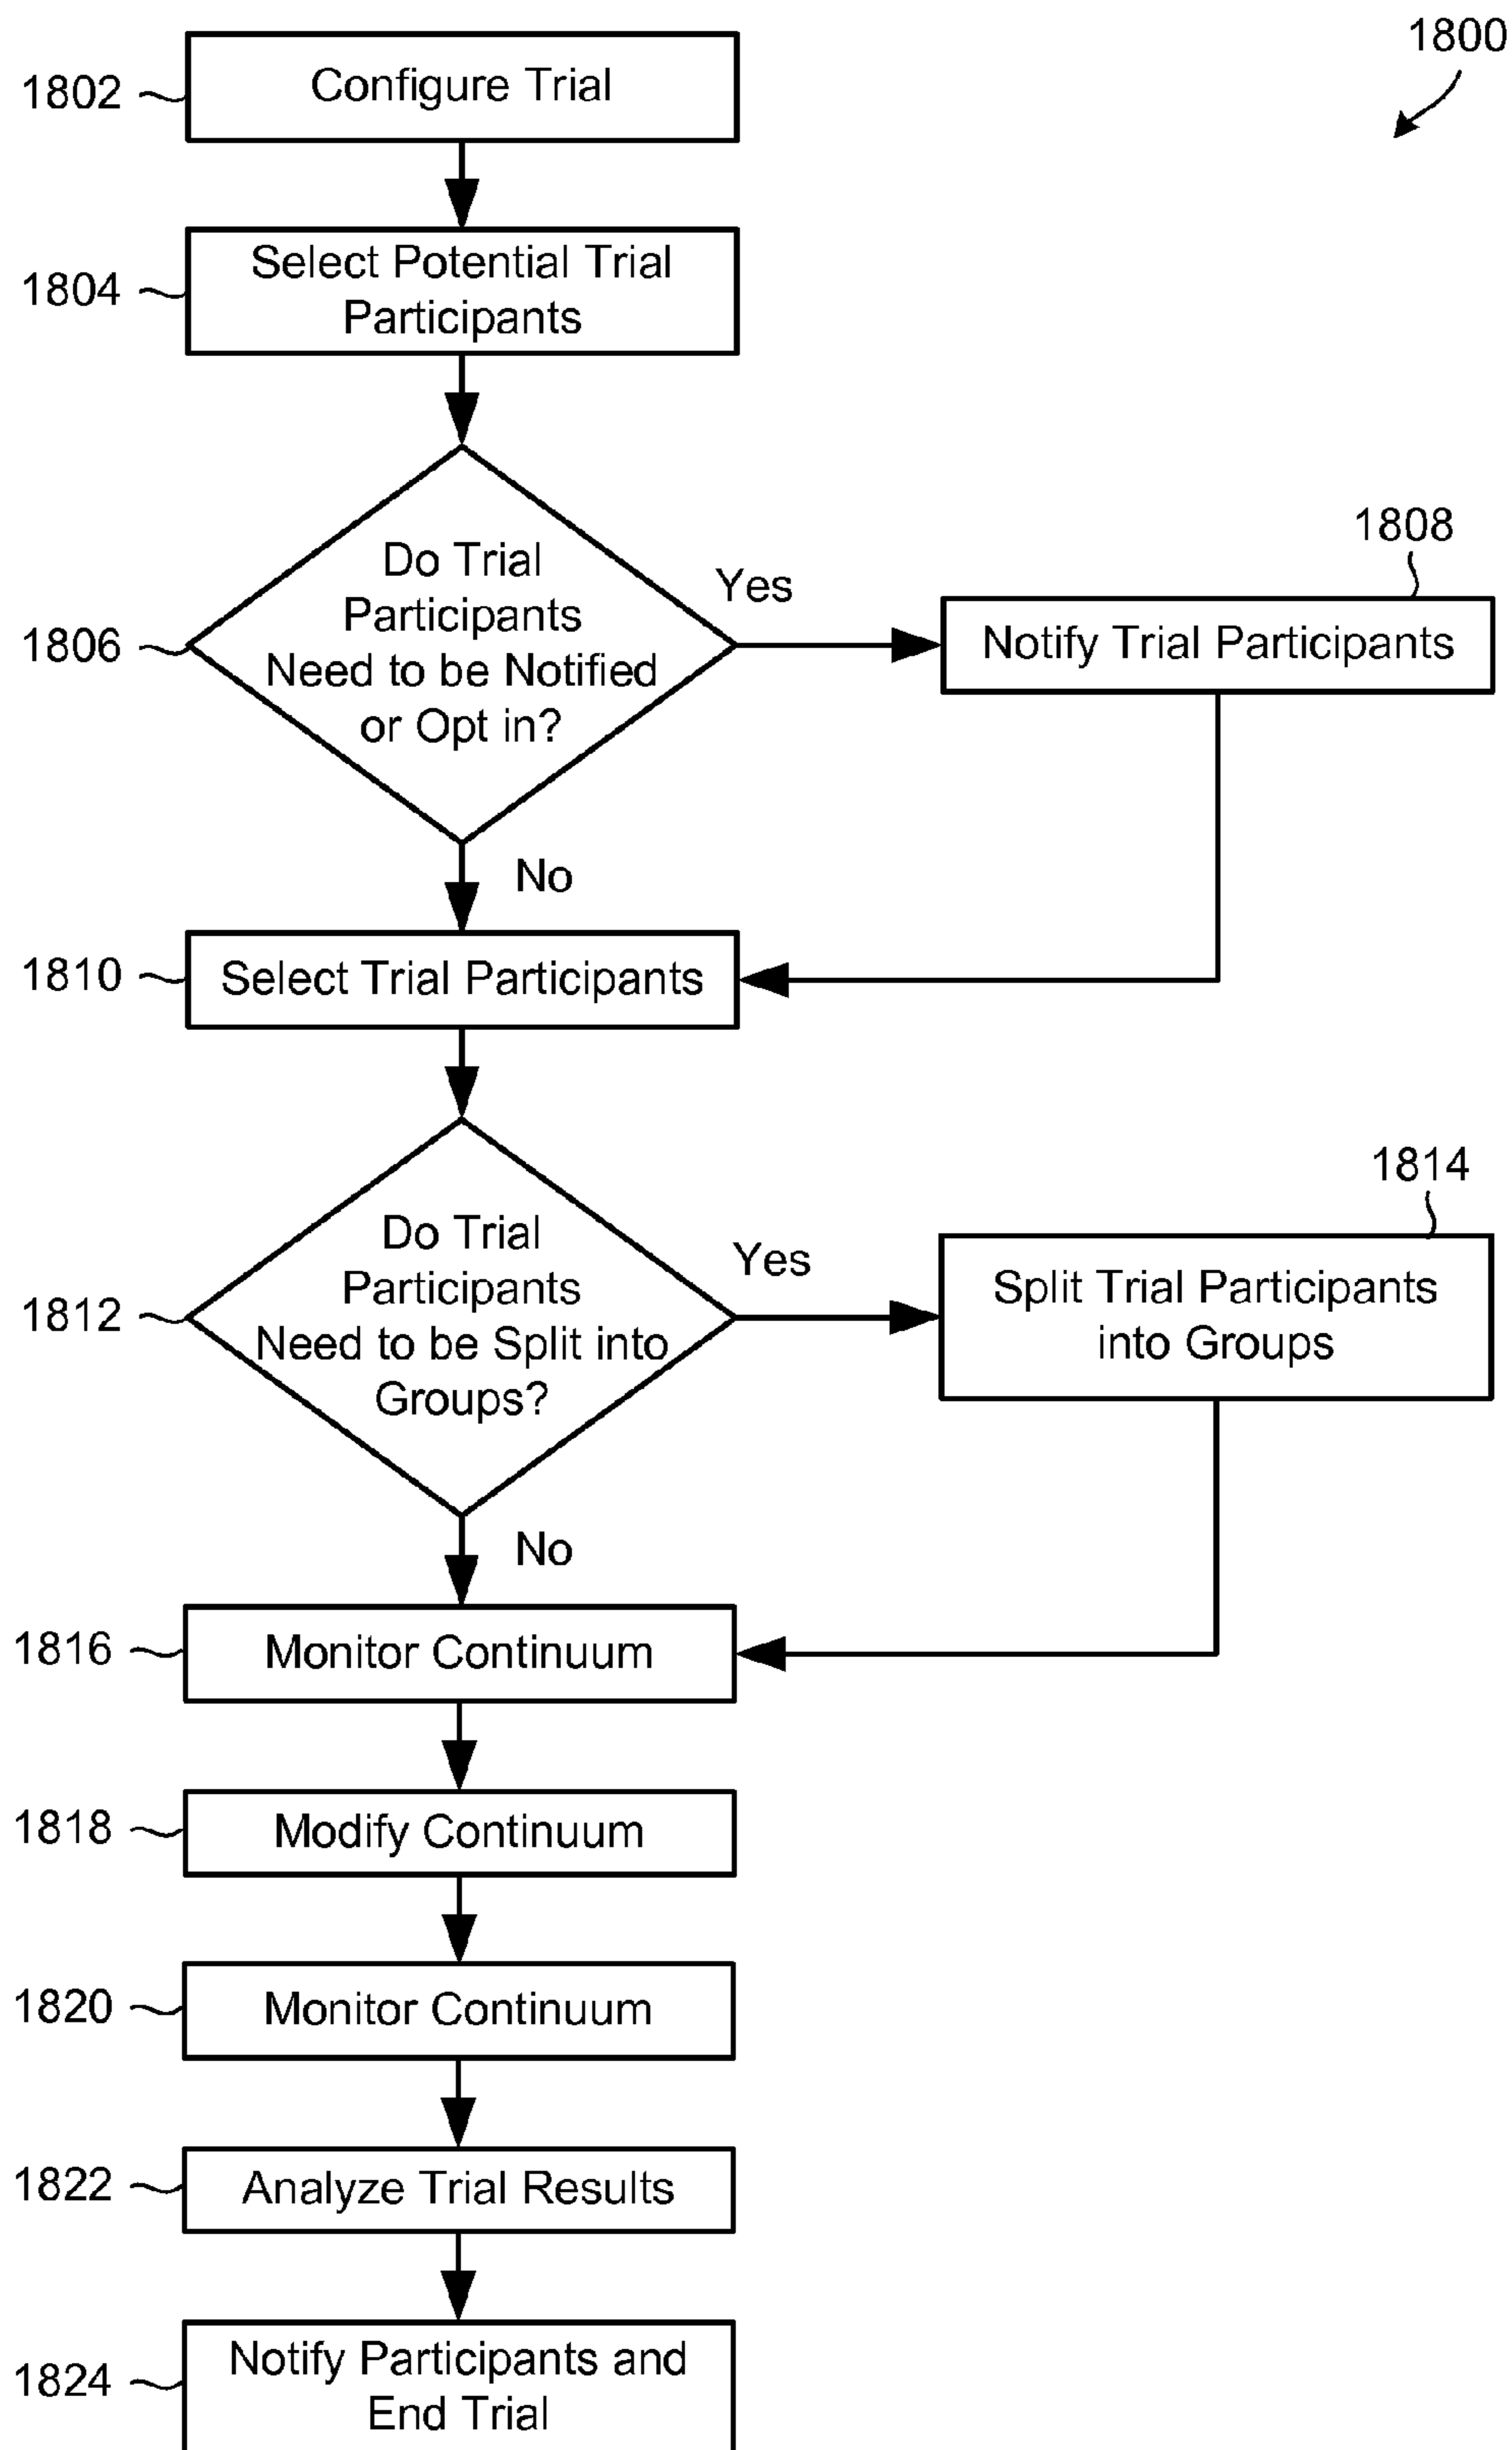 1800
1802
Configure Trial
1804
Select Potential Trial
Participants
1806
Do Trial
Participants
Need to be Notified
or Opt in?
Yes
1808
Notify Trial Participants
No
1810
Select Trial Participants
1812
Do Trial
Participants
Need to be Split into
Groups?
Yes
1814
Split Trial Participants
into Groups
No
1816
Monitor Continuum
1818
Modify Continuum
1820
Monitor Continuum
1822
Analyze Trial Results
1824
Notify Participants and
End Trial